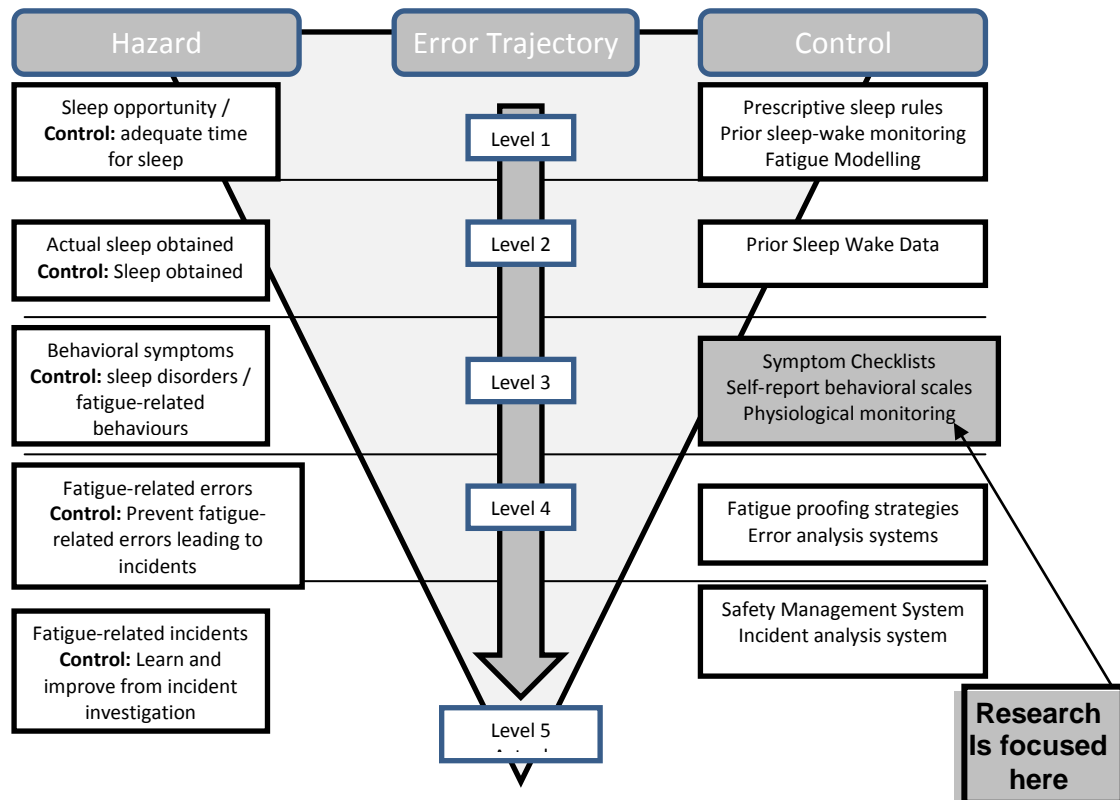 Hazard
Error Trajectory
Control
Sleep opportunity /
Control: adequate time
for sleep
Level 1
Prescriptive sleep rules
Prior sleep-wake monitoring
Fatigue Modelling
Actual sleep obtained
Control: Sleep obtained
Level 2
Prior Sleep Wake Data
Behavioral symptoms
Control: sleep disorders /
fatigue-related
behaviours
Level 3
Symptom Checklists
Self-report behavioral scales
Physiological monitoring
Fatigue-related errors
Control: Prevent fatigue-
related errors leading to
incidents
Level 4
Fatigue proofing strategies
Error analysis systems
Fatigue-related incidents
Control: Learn and
improve from incident
investigation
Level 5
Safety Management System
Incident analysis system
Research
Is focused
here